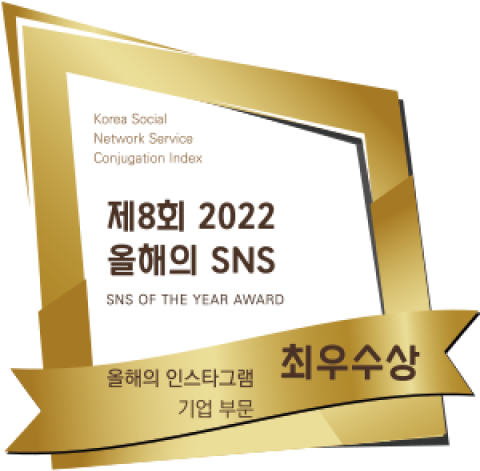 Korea Social
Network Service
Conjugation Index
제8회 2022
올해의 SNS
SNS OF THE YEAR AWARD
올해의 인스타그램
기업 부문
최우수상